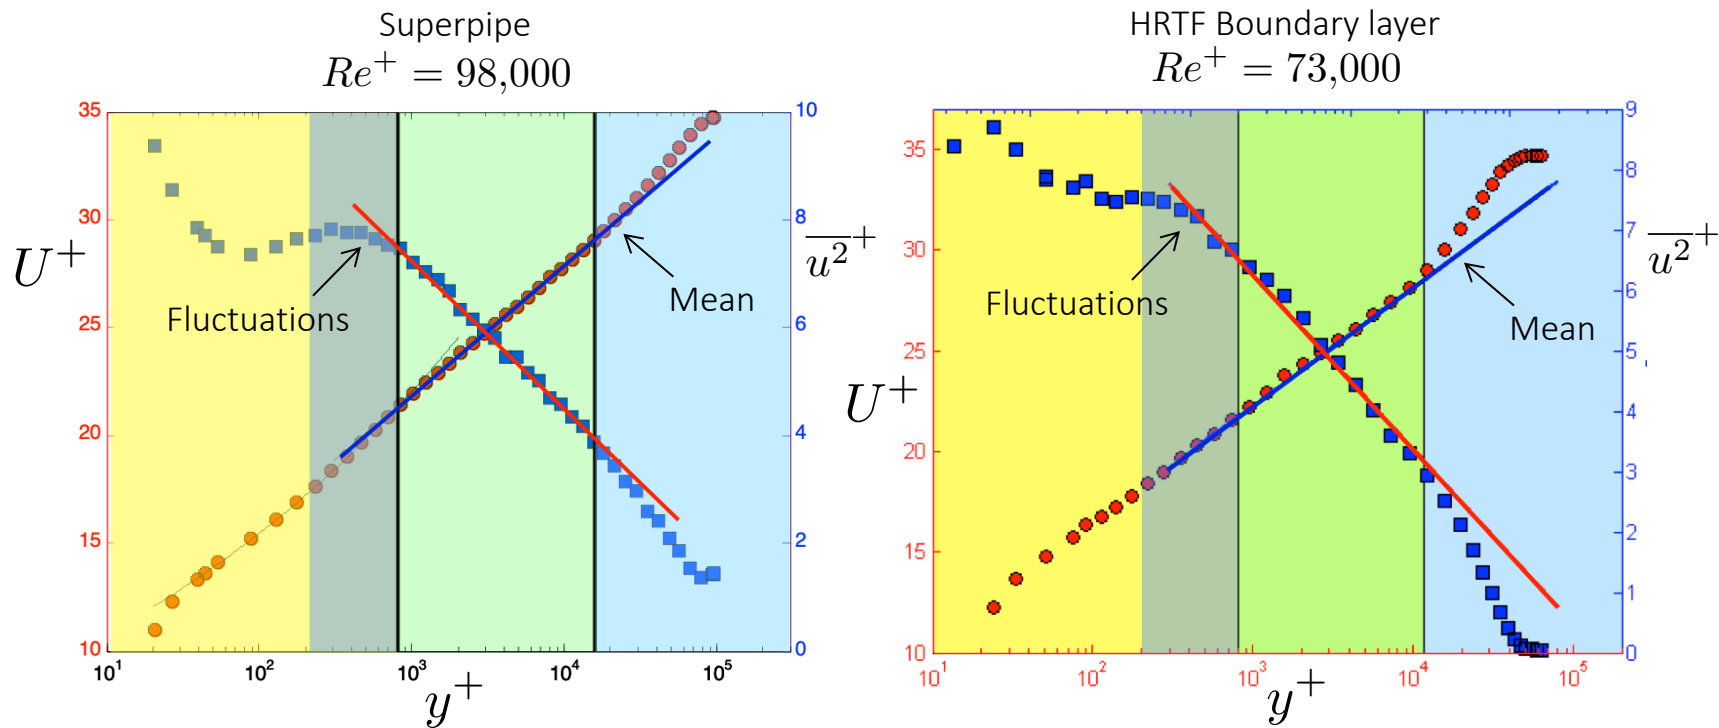 Superpipe
Re⁺ = 98,000
35
30
25
20
15
10
U⁺
10
8
6
4
2
0
u²⁺
Fluctuations
Mean
10¹
10²
10³
10⁴
10⁵
y⁺
HRTF Boundary layer
Re⁺ = 73,000
35
30
25
20
15
10
U⁺
9
8
7
6
5
4
3
2
1
0
u²⁺
Fluctuations
Mean
10¹
10²
10³
10⁴
10⁵
y⁺